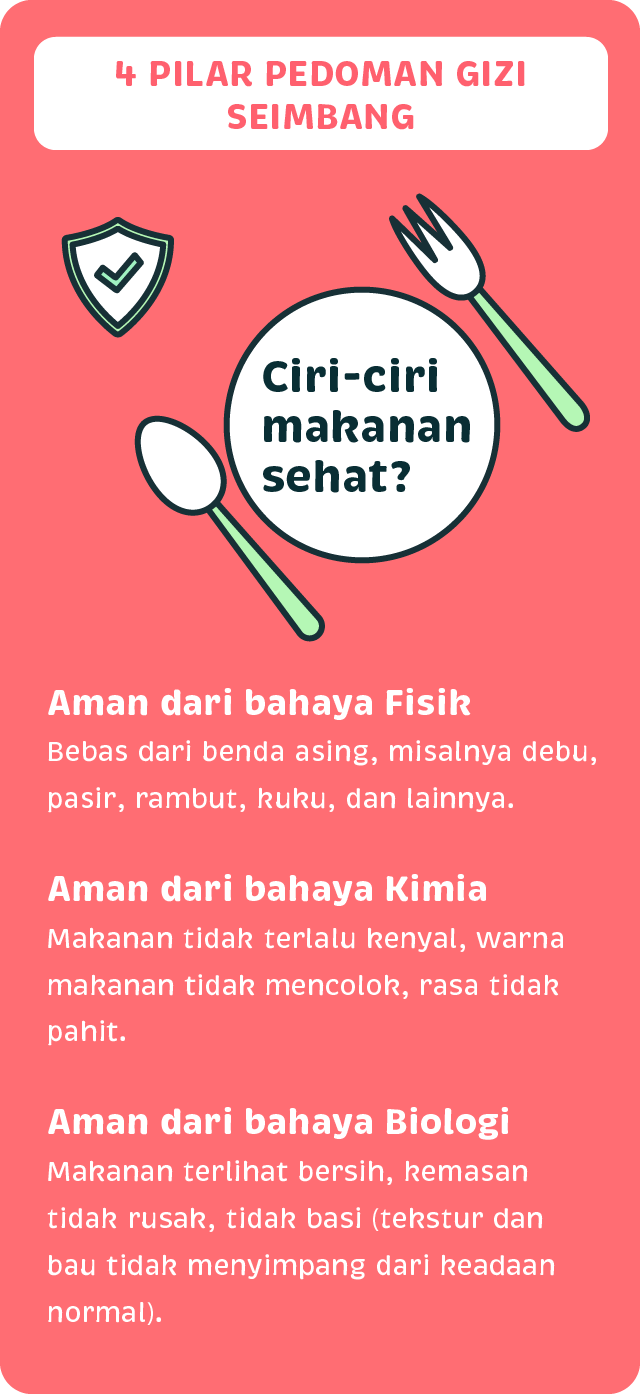 4 PILAR PEDOMAN GIZI
SEIMBANG
Ciri-ciri
makanan
sehat?
Aman dari bahaya Fisik
Bebas dari benda asing, misalnya debu,
pasir, rambut, kuku, dan lainnya.
Aman dari bahaya Kimia
Makanan tidak terlalu kenyal, warna
makanan tidak mencolok, rasa tidak
pahit.
Aman dari bahaya Biologi
Makanan terlihat bersih, kemasan
tidak rusak, tidak basi (tekstur dan
bau tidak menyimpang dari keadaan
normal).